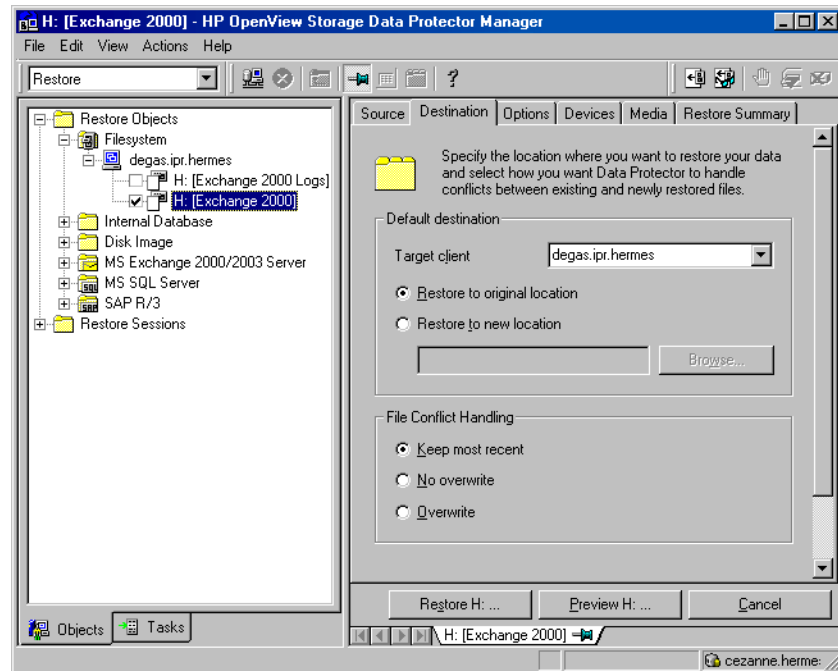 H: [Exchange 2000] - HP OpenView Storage Data Protector Manager
File Edit View Actions Help
Restore
?
Restore Objects
Filesystem
degas.ipr.hermes
H: [Exchange 2000 Logs]
H: [Exchange 2000]
Internal Database
Disk Image
MS Exchange 2000/2003 Server
MS SQL Server
SAP R/3
Restore Sessions
Objects Tasks
Source Destination Options Devices Media Restore Summary
Specify the location where you want to restore your data
and select how you want Data Protector to handle
conflicts between existing and newly restored files.
Default destination
Target client degas.ipr.hermes
Restore to original location
Restore to new location
Browse...
File Conflict Handling
Keep most recent
No overwrite
Overwrite
Restore H: ... Preview H: ... Cancel
H: [Exchange 2000]
cezanne.herme